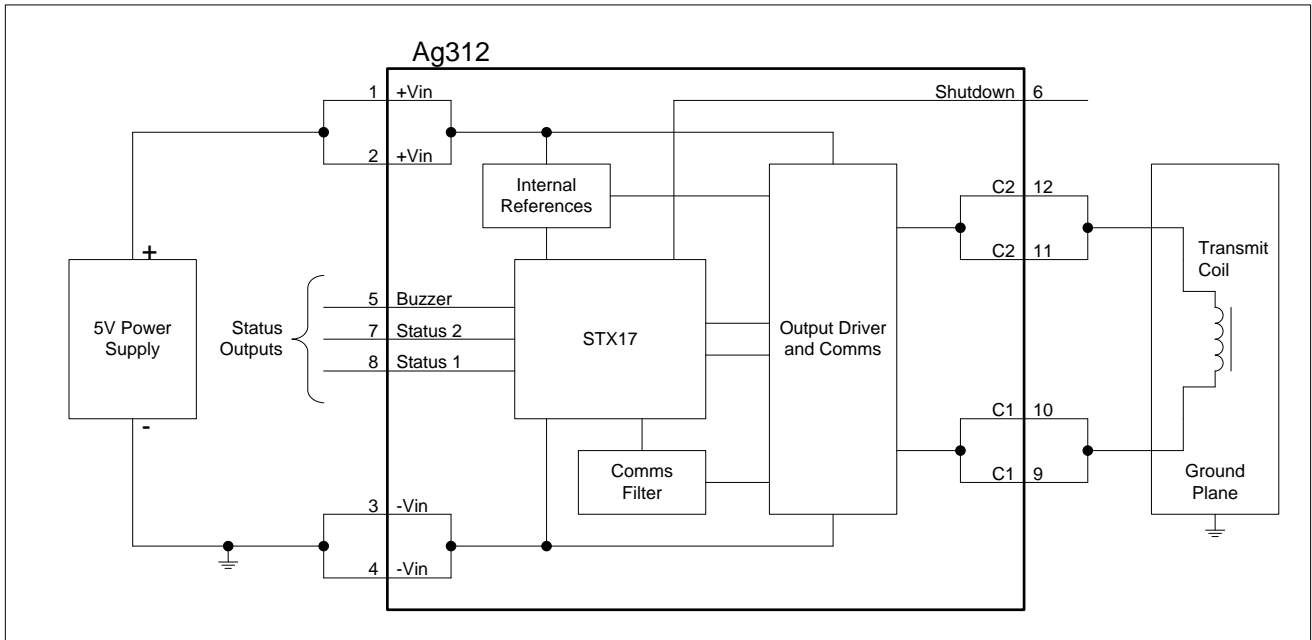 Ag312
1 +Vin
Shutdown 6
2 +Vin
Internal
References
C2 12
C2 11
Transmit
Coil
+
5V Power
Supply
-
Status
Outputs
5 Buzzer
7 Status 2
8 Status 1
STX17
Output Driver
and Comms
C1 10
C1 9
Comms
Filter
Ground
Plane
3 -Vin
4 -Vin